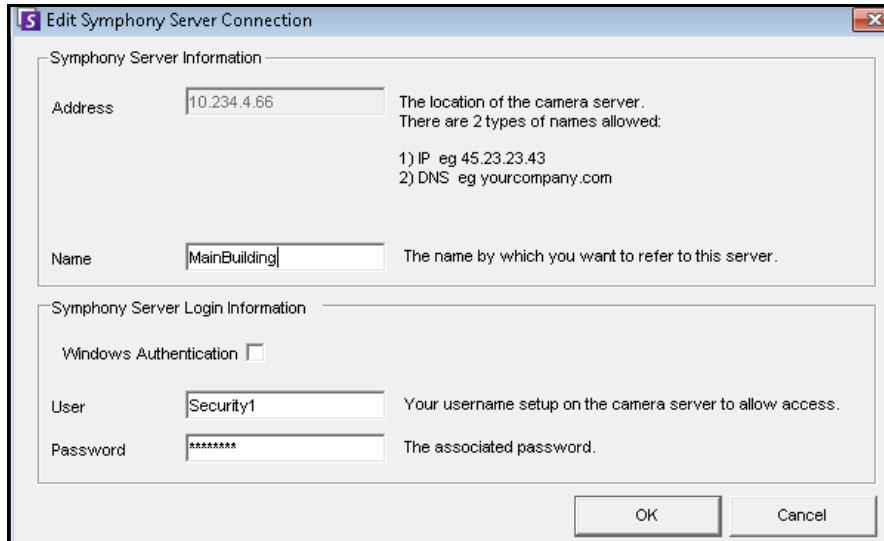 Edit Symphony Server Connection
Symphony Server Information
Address
10.234.4.66
The location of the camera server.
There are 2 types of names allowed:
1) IP eg 45.23.23.43
2) DNS eg yourcompany.com
Name
MainBuilding
The name by which you want to refer to this server.
Symphony Server Login Information
Windows Authentication
User
Security1
Your username setup on the camera server to allow access.
Password
********
The associated password.
OK
Cancel